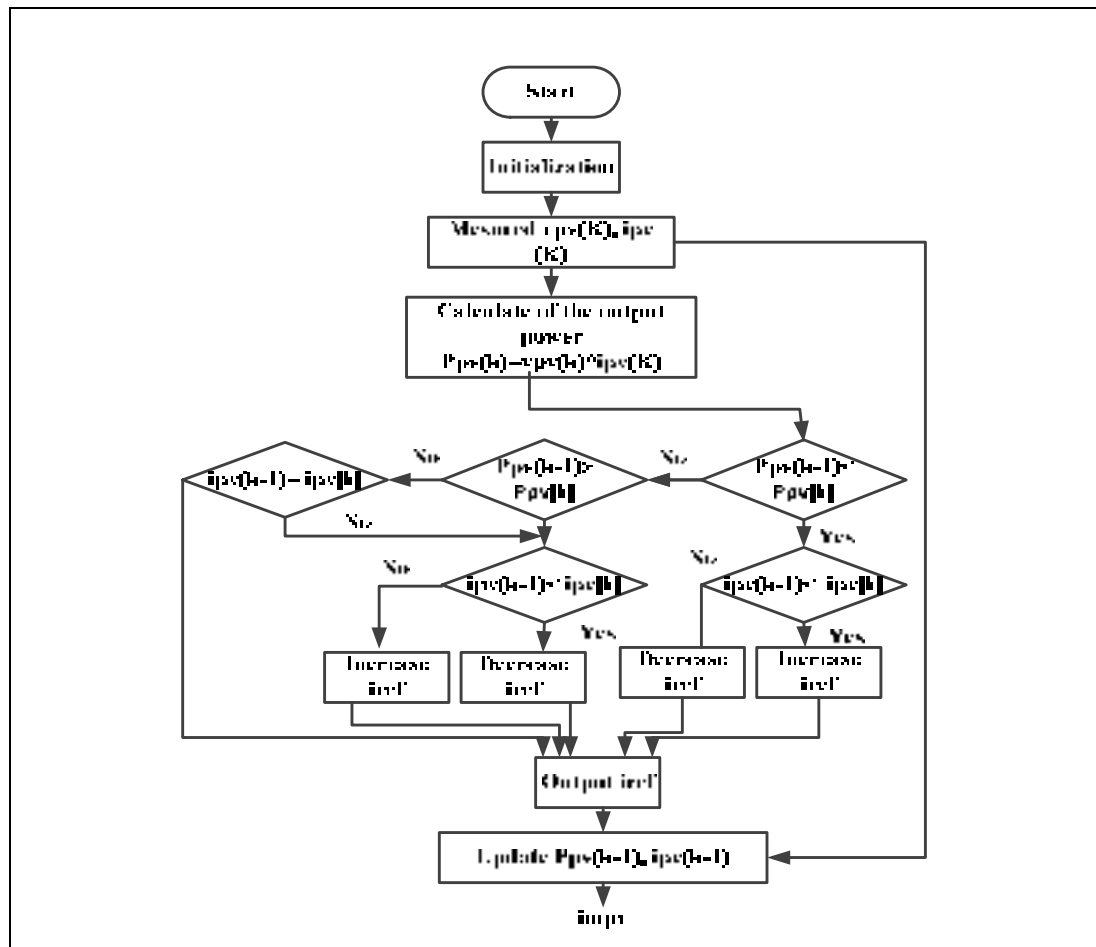 Start
Initialization
Mesured vpv(K), ipv
(K)
Calculate of the output
power
Ppv(k)=vpv(k)*ipv(K)
No
No
ipv(k-1)= ipv[k]
Ppv(k-1)>
Ppv[k]
Ppv(k-1)<
Ppv[k]
No
Yes
No
No
ipv(k-1)< ipv[k]
ipv(k-1)< ipv[k]
Yes
Yes
Increase
iref
Decrease
iref
Decrease
iref
Increase
iref
Output iref
Update Ppv(k-1), ipv(k-1)